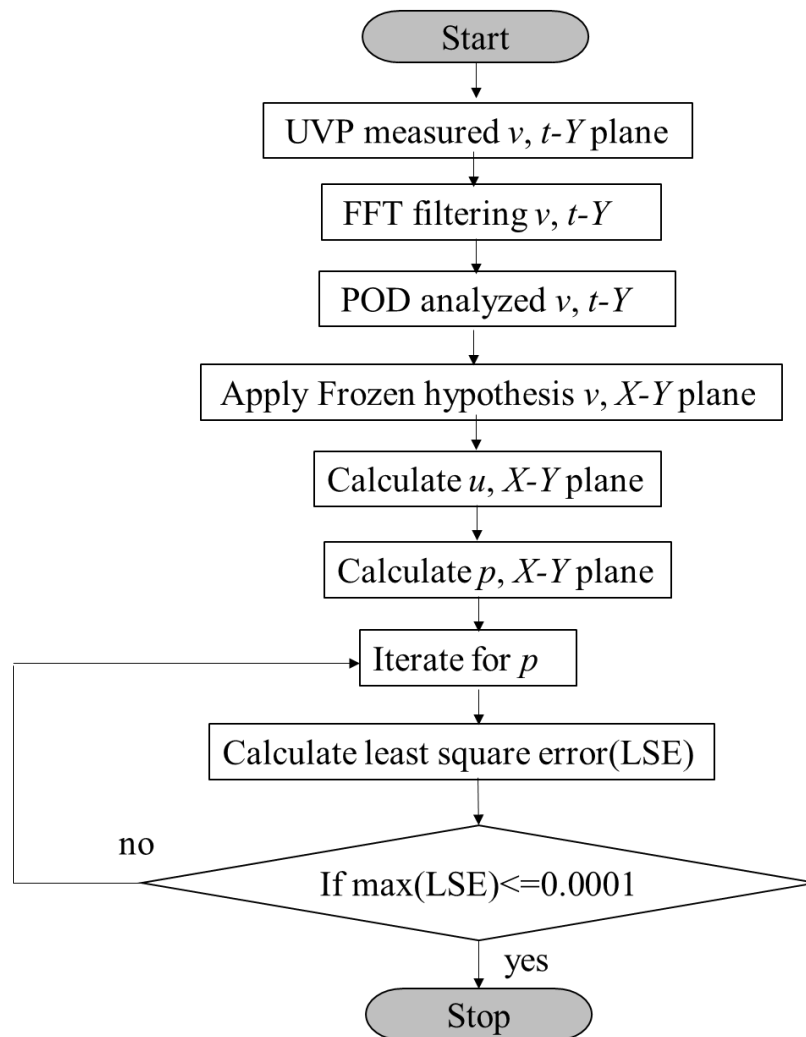 Start
UVP measured v, t-Y plane
FFT filtering v, t-Y
POD analyzed v, t-Y
Apply Frozen hypothesis v, X-Y plane
Calculate u, X-Y plane
Calculate p, X-Y plane
Iterate for p
Calculate least square error(LSE)
no
If max(LSE)<=0.0001
yes
Stop